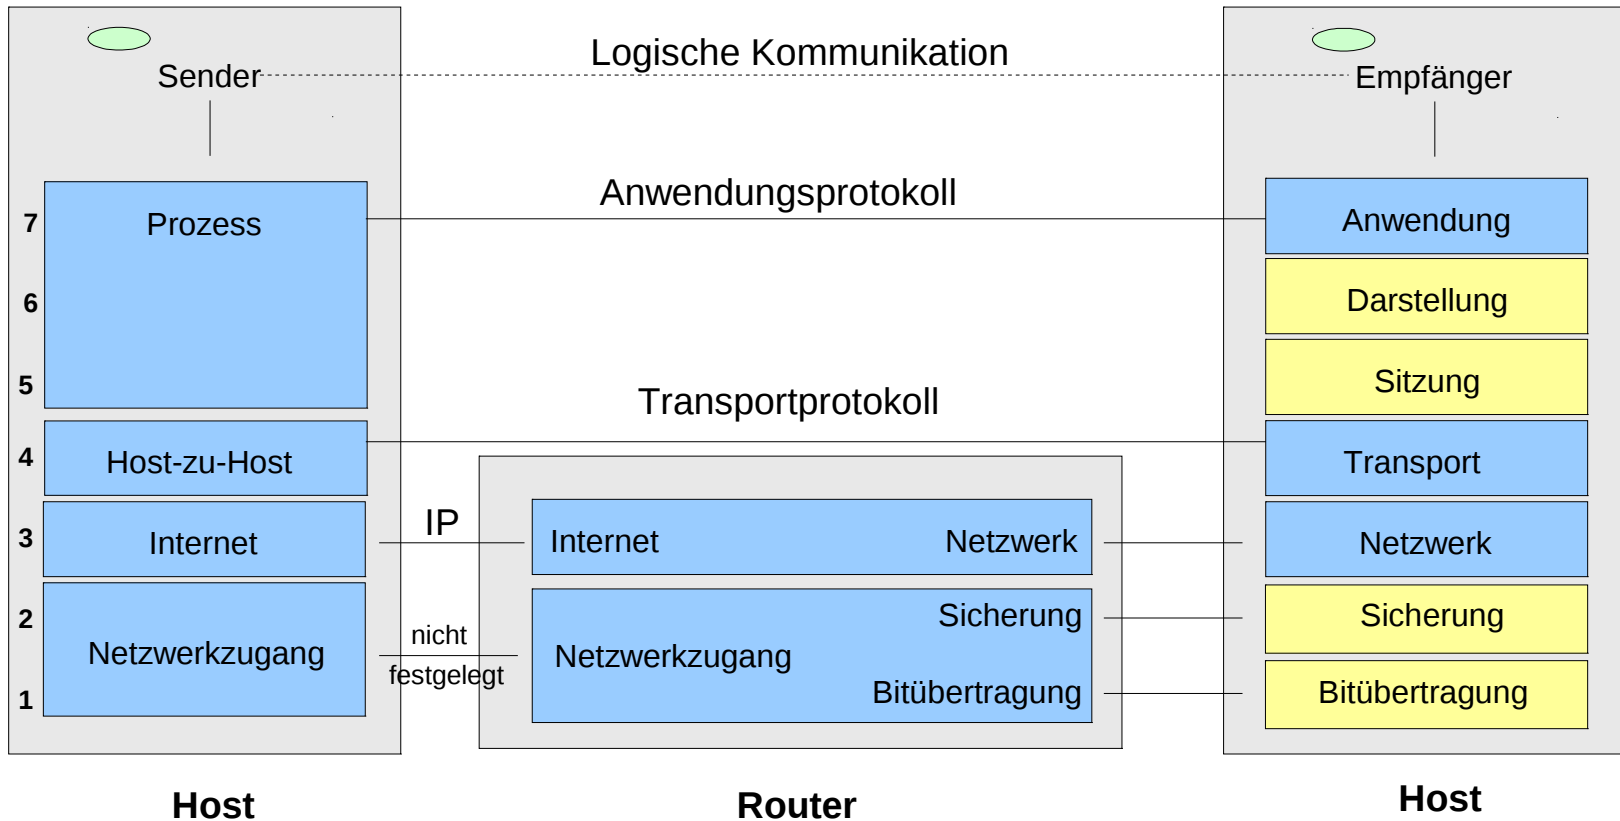 Logische Kommunikation
Sender
Empfänger
Anwendungsprotokoll
7
Prozess
Anwendung
6
Darstellung
5
Sitzung
Transportprotokoll
4
Host-zu-Host
Transport
3
Internet
IP
Internet
Netzwerk
Netzwerk
2
Netzwerkzugang
1
nicht
festgelegt
Netzwerkzugang
Sicherung
Bitübertragung
Sicherung
Bitübertragung
Host
Router
Host